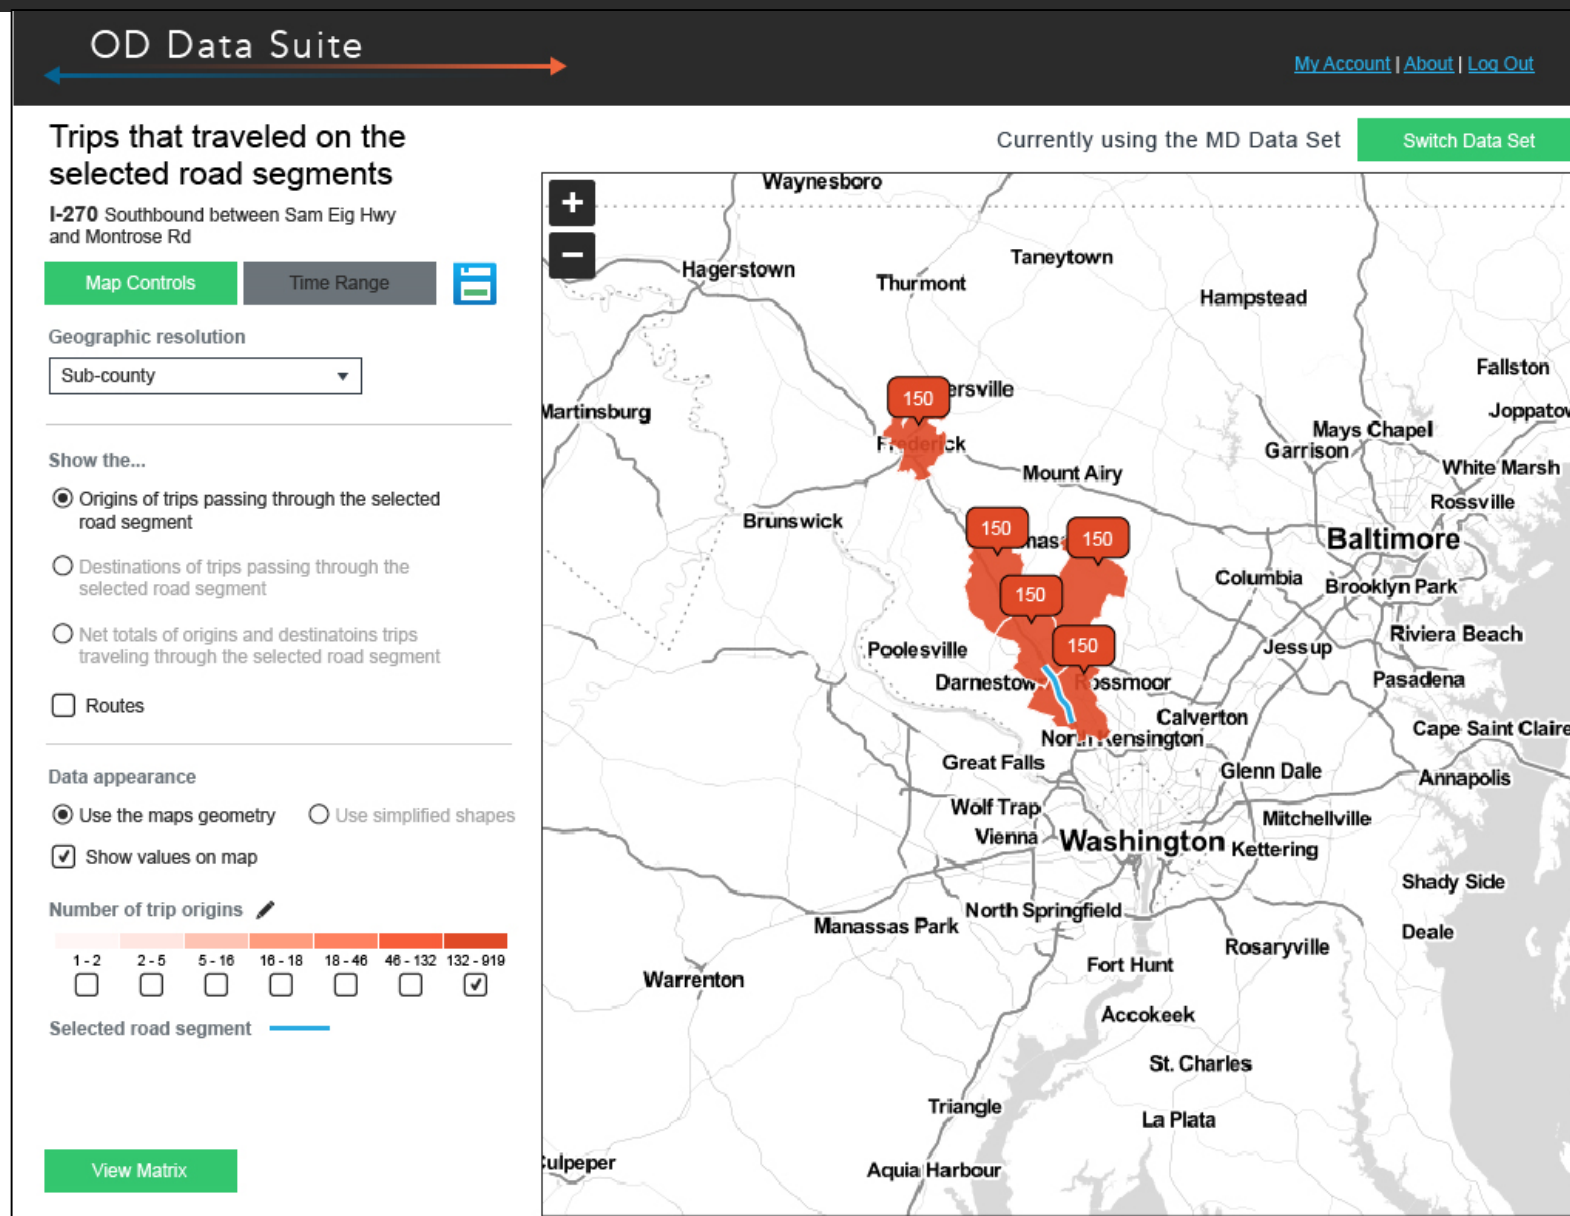 OD Data Suite
My Account | About | Log Out
Trips that traveled on the
selected road segments
I-270 Southbound between Sam Eig Hwy
and Montrose Rd
Currently using the MD Data Set
Switch Data Set
Map Controls
Time Range
Geographic resolution
Sub-county
Show the...
Origins of trips passing through the selected
road segment
Destinations of trips passing through the
selected road segment
Net totals of origins and destinatoins trips
traveling through the selected road segment
Routes
Data appearance
Use the maps geometry
Use simplified shapes
Show values on map
Number of trip origins
1 - 2
2 - 5
5 - 16
16 - 18
18 - 46
46 - 132
132 - 919
Selected road segment
View Matrix
+
−
Waynesboro
Taneytown
Hagerstown
Thurmont
Hampstead
Fallston
150
ersville
Martinsburg
Joppatow
Mays Chapel
Frederick
Garrison
White Marsh
Mount Airy
Rossville
Brunswick
150
mas
150
Baltimore
Columbia
Brooklyn Park
150
Riviera Beach
150
Jessup
Poolesville
Darnestow
Rossmoor
Pasadena
Calverton
Cape Saint Claire
North Kensington
Great Falls
Glenn Dale
Annapolis
Wolf Trap
Mitchellville
Vienna
Washington
Kettering
Shady Side
North Springfield
Manassas Park
Deale
Rosaryville
Fort Hunt
Warrenton
Accokeek
St. Charles
Triangle
La Plata
Culpeper
Aquia Harbour